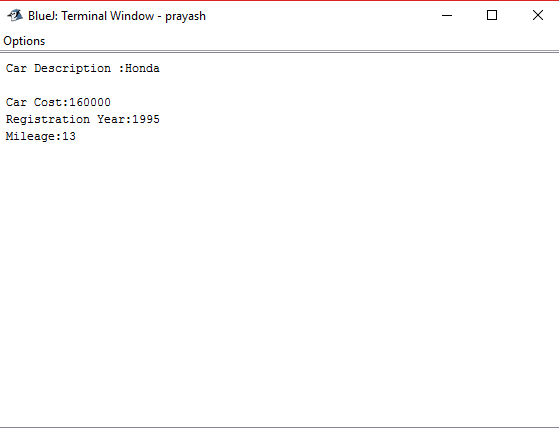 BlueJ: Terminal Window - prayash
Options
Car Description :Honda
Car Cost:160000
Registration Year:1995
Mileage:13